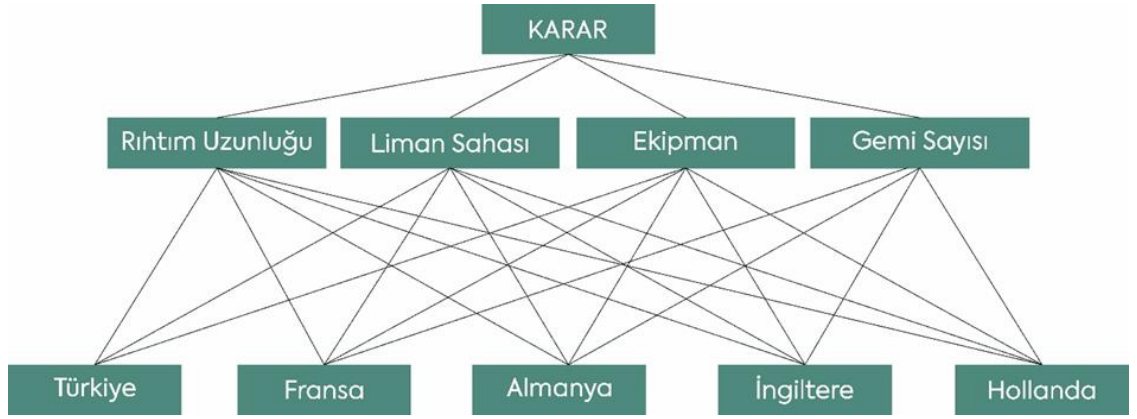 KARAR
Rıhtım Uzunluğu
Liman Sahası
Ekipman
Gemi Sayısı
Türkiye
Fransa
Almanya
İngiltere
Hollanda